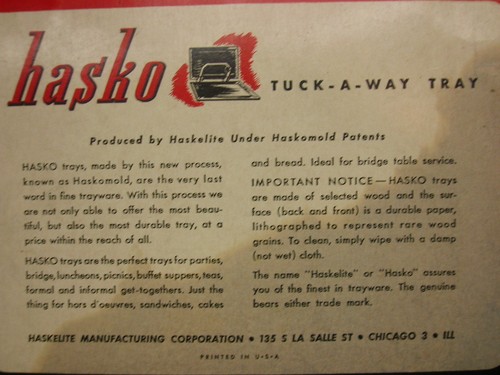 hasko
TUCK-A-WAY TRAY
Produced by Haskelite Under Haskomold Patents
HASKO trays, made by this new process,
known as Haskomold, are the very last
word in fine trayware. With this process we
are not only able to offer the most beau-
tiful, but also the most durable tray, at a
price within the reach of all.
HASKO trays are the perfect trays for parties,
bridge, luncheons, picnics, buffet suppers, teas,
formal and informal get-togethers. Just the
thing for hors d'oeuvres, sandwiches, cakes
and bread. Ideal for bridge table service.
IMPORTANT NOTICE—HASKO trays
are made of selected wood and the sur-
face (back and front) is a durable paper,
lithographed to represent rare wood
grains. To clean, simply wipe with a damp
(not wet) cloth.
The name "Haskelite" or "Hasko" assures
you of the finest in trayware. The genuine
bears either trade mark.
HASKELITE MANUFACTURING CORPORATION • 135 S LA SALLE ST • CHICAGO 3 • ILL
PRINTED IN U•S•A